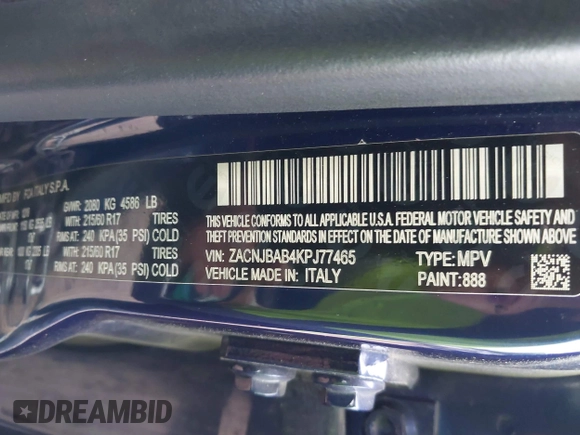 MFD BY FCA ITALY S.P.A.
GVWR: 2080 KG 4586 LB
WITH: 215/60 R17 TIRES
RIMS AT: 240 KPA(35 PSI) COLD
WITH: 215/60 R17 TIRES
RIMS AT: 240 KPA(35 PSI) COLD
THIS VEHICLE CONFORMS TO ALL APPLICABLE U.S.A. FEDERAL MOTOR VEHICLE SAFETY AND
THEFT PREVENTION STANDARDS IN EFFECT ON THE DATE OF MANUFACTURE SHOWN ABOVE.
VIN: ZACNJBAB4KPJ77465 TYPE: MPV
VEHICLE MADE IN: ITALY PAINT:888
DREAMBID